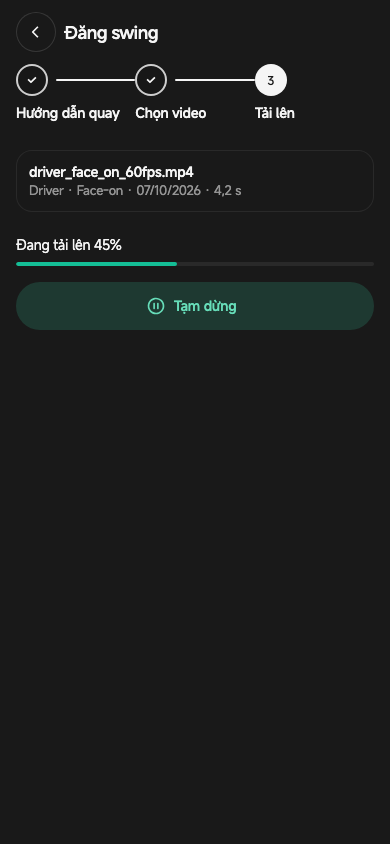 Đăng swing
3
Hướng dẫn quay
Chọn video
Tải lên
driver_face_on_60fps.mp4
Driver · Face-on · 07/10/2026 · 4,2 s
Đang tải lên 45%
Tạm dừng